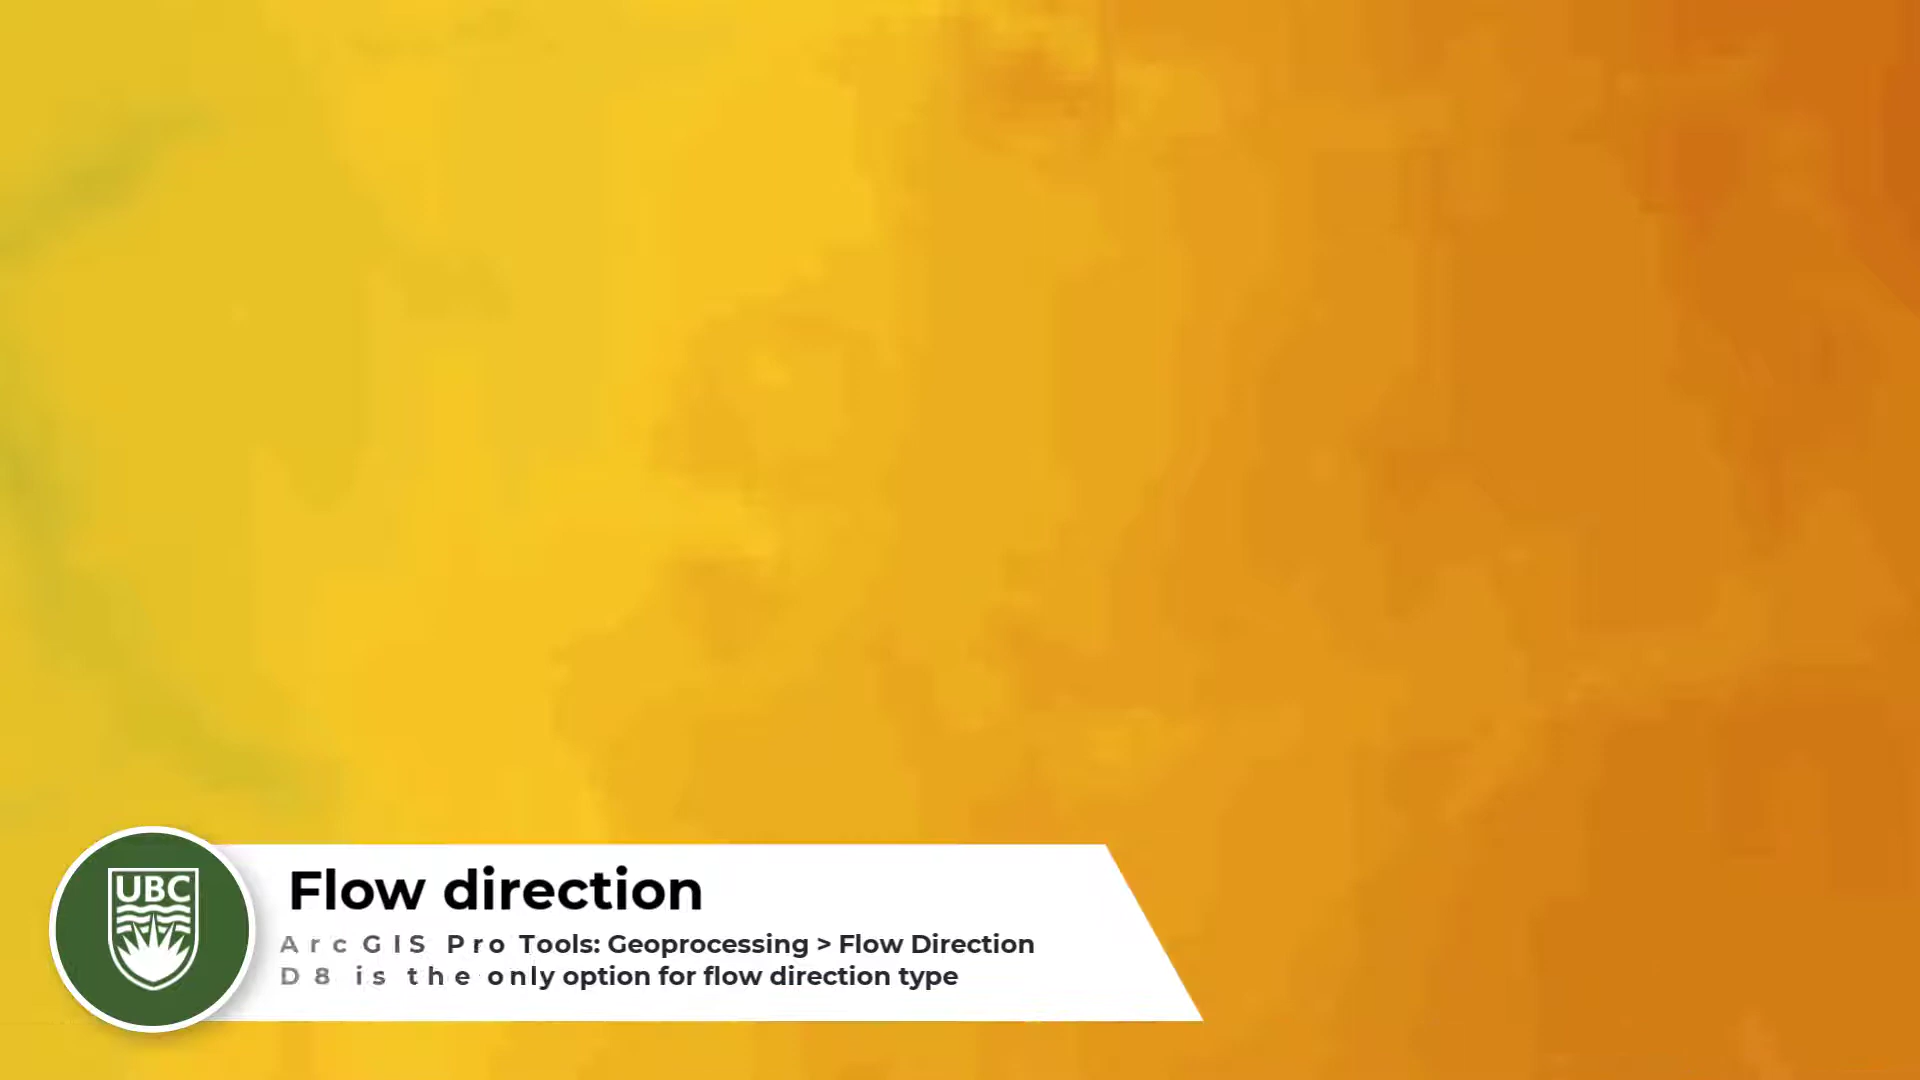 UBC
Flow direction
ArcGIS Pro Tools: Geoprocessing > Flow Direction
D8 is the only option for flow direction type